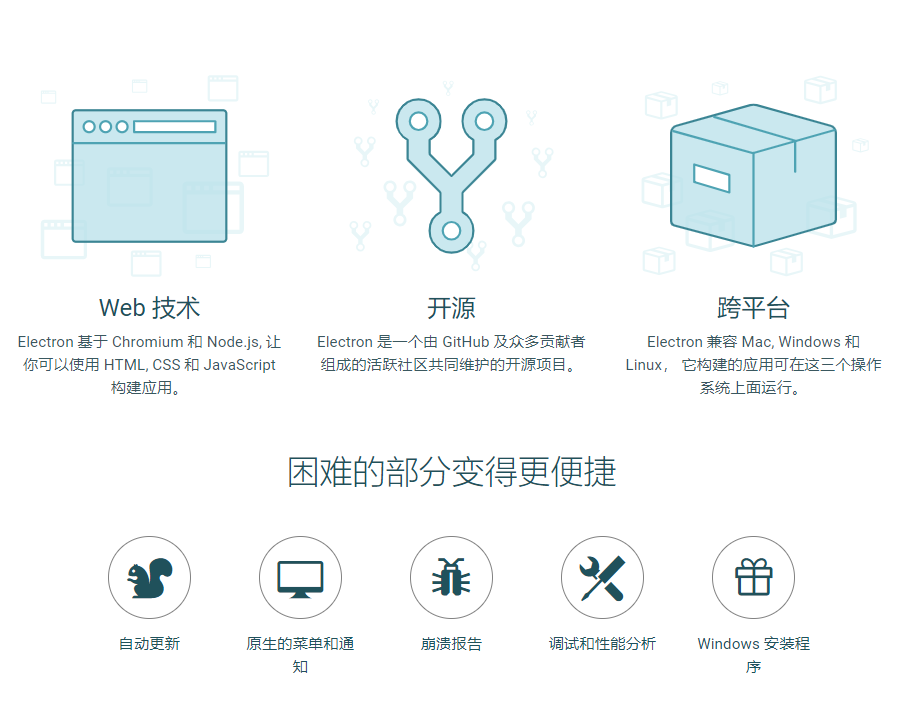 Web 技术
Electron 基于 Chromium 和 Node.js, 让
你可以使用 HTML, CSS 和 JavaScript
构建应用。
开源
Electron 是一个由 GitHub 及众多贡献者
组成的活跃社区共同维护的开源项目。
跨平台
Electron 兼容 Mac, Windows 和
Linux， 它构建的应用可在这三个操作
系统上面运行。
困难的部分变得更便捷
自动更新
原生的菜单和通
知
崩溃报告
调试和性能分析
Windows 安装程
序